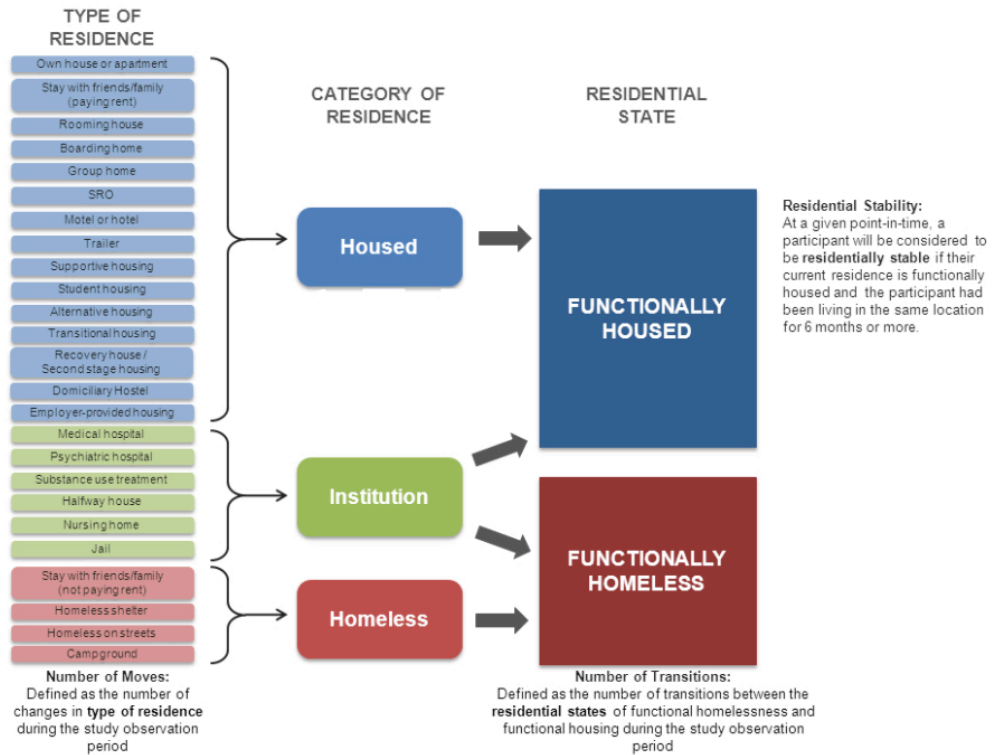 TYPE OF
RESIDENCE
Own house or apartment
Stay with friends/family
(paying rent)
Rooming house
Boarding home
Group home
SRO
Motel or hotel
Trailer
Supportive housing
Student housing
Alternative housing
Transitional housing
Recovery house /
Second stage housing
Domiciliary Hostel
Employer-provided housing
Medical hospital
Psychiatric hospital
Substance use treatment
Halfway house
Nursing home
Jail
Stay with friends/family
(not paying rent)
Homeless shelter
Homeless on streets
Campground
Number of Moves:
Defined as the number of
changes in type of residence
during the study observation
period
CATEGORY OF
RESIDENCE
Housed
Institution
Homeless
RESIDENTIAL
STATE
FUNCTIONALLY
HOUSED
FUNCTIONALLY
HOMELESS
Number of Transitions:
Defined as the number of transitions between the
residential states of functional homelessness and
functional housing during the study observation
period
Residential Stability:
At a given point-in-time, a
participant will be considered to
be residentially stable if their
current residence is functionally
housed and the participant had
been living in the same location
for 6 months or more.